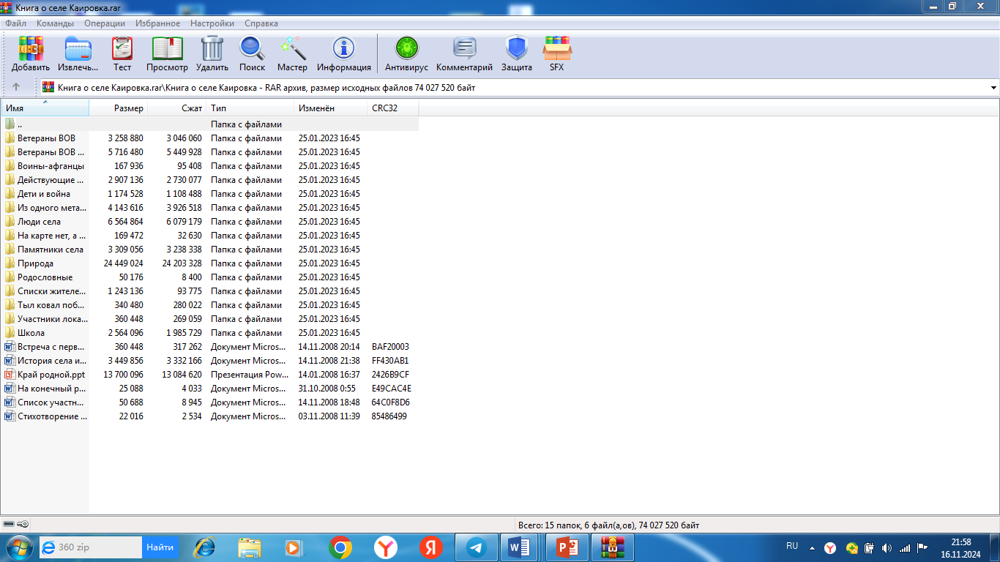 Книга о селе Каировка.rar
Файл Команды Операции Избранное Настройки Справка
Добавить Извлечь... Тест Просмотр Удалить Поиск Мастер Информация Антивирус Комментарий Защита SFX
Книга о селе Каировка.rar\Книга о селе Каировка - RAR архив, размер исходных файлов 74 027 520 байт
Имя Размер Сжат Тип Изменён CRC32
.. Папка с файлами
Ветераны ВОВ 3 258 880 3 046 060 Папка с файлами 25.01.2023 16:45
Ветераны ВОВ ... 5 716 480 5 449 928 Папка с файлами 25.01.2023 16:45
Воины-афганцы 167 936 95 408 Папка с файлами 25.01.2023 16:45
Действующие ... 2 907 136 2 730 077 Папка с файлами 25.01.2023 16:45
Дети и война 1 174 528 1 108 488 Папка с файлами 25.01.2023 16:45
Из одного мета... 4 143 616 3 926 518 Папка с файлами 25.01.2023 16:45
Люди села 6 564 864 6 079 179 Папка с файлами 25.01.2023 16:45
На карте нет, а ... 169 472 32 630 Папка с файлами 25.01.2023 16:45
Памятники села 3 309 056 3 238 338 Папка с файлами 25.01.2023 16:45
Природа 24 449 024 24 203 328 Папка с файлами 25.01.2023 16:45
Родословные 50 176 8 400 Папка с файлами 25.01.2023 16:45
Списки жителе... 1 243 136 93 775 Папка с файлами 25.01.2023 16:45
Тыл ковал поб... 340 480 280 022 Папка с файлами 25.01.2023 16:45
Участники лока... 360 448 269 059 Папка с файлами 25.01.2023 16:45
Школа 2 564 096 1 985 729 Папка с файлами 25.01.2023 16:45
Встреча с перв... 360 448 317 262 Документ Micros... 14.11.2008 20:14 BAF20003
История села и... 3 449 856 3 332 166 Документ Micros... 14.11.2008 21:38 FF430AB1
Край родной.ppt 13 700 096 13 084 620 Презентация Pow... 14.01.2008 16:37 2426B9CF
На конечный р... 25 088 4 033 Документ Micros... 31.10.2008 0:55 E49CAC4E
Список участн... 50 688 8 945 Документ Micros... 14.11.2008 18:48 64C0F8D6
Стихотворение ... 22 016 2 534 Документ Micros... 03.11.2008 11:39 85486499
Всего: 15 папок, 6 файл(а,ов), 74 027 520 байт
360 zip Найти
RU
21:58
16.11.2024